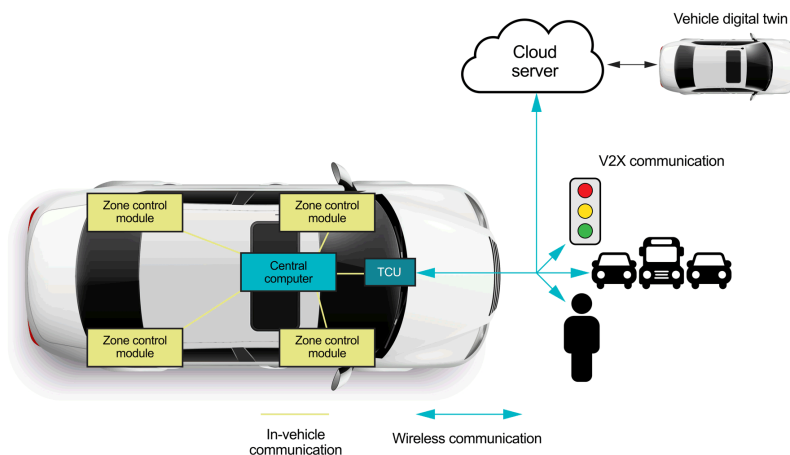 Vehicle digital twin
Cloud
server
V2X communication
Zone control
module
Zone control
module
Central
computer
TCU
Zone control
module
Zone control
module
In-vehicle
communication
Wireless communication